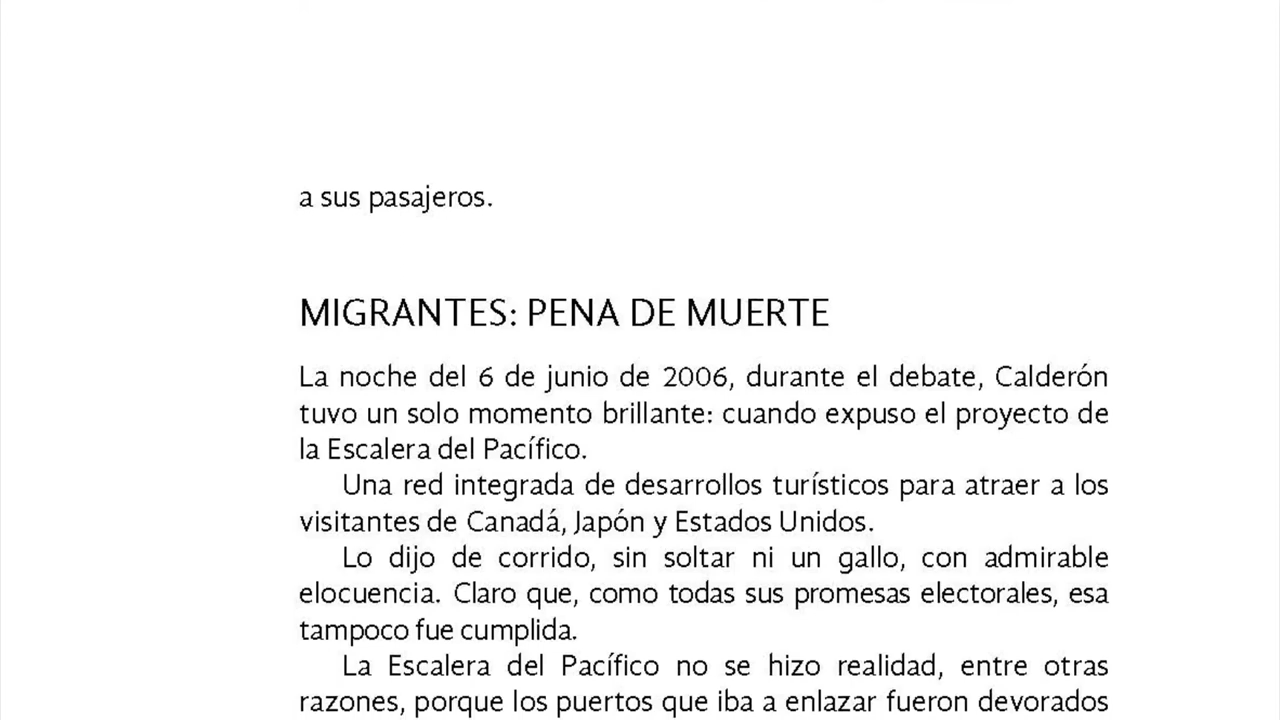 a sus pasajeros.
MIGRANTES: PENA DE MUERTE
La noche del 6 de junio de 2006, durante el debate, Calderón
tuvo un solo momento brillante: cuando expuso el proyecto de
la Escalera del Pacífico.
Una red integrada de desarrollos turísticos para atraer a los
visitantes de Canadá, Japón y Estados Unidos.
Lo dijo de corrido, sin soltar ni un gallo, con admirable
elocuencia. Claro que, como todas sus promesas electorales, esa
tampoco fue cumplida.
La Escalera del Pacífico no se hizo realidad, entre otras
razones, porque los puertos que iba a enlazar fueron devorados